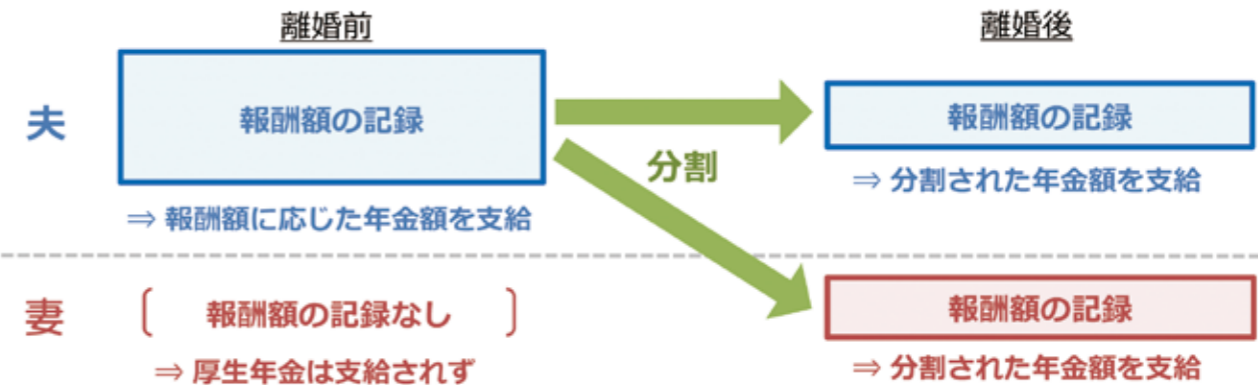 離婚前
離婚後
夫
報酬額の記録
分割
報酬額の記録
⇒ 報酬額に応じた年金額を支給
⇒ 分割された年金額を支給
妻
〔 報酬額の記録なし 〕
報酬額の記録
⇒ 厚生年金は支給されず
⇒ 分割された年金額を支給